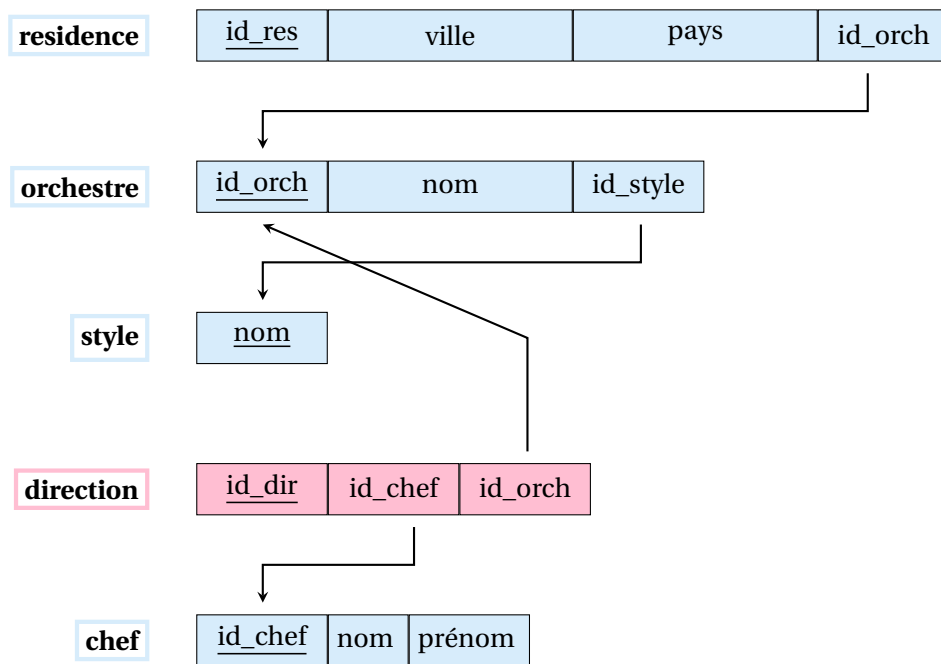 residence id_res ville pays id_orch
orchestre id_orch nom id_style
style nom
direction id_dir id_chef id_orch
chef id_chef nom prénom